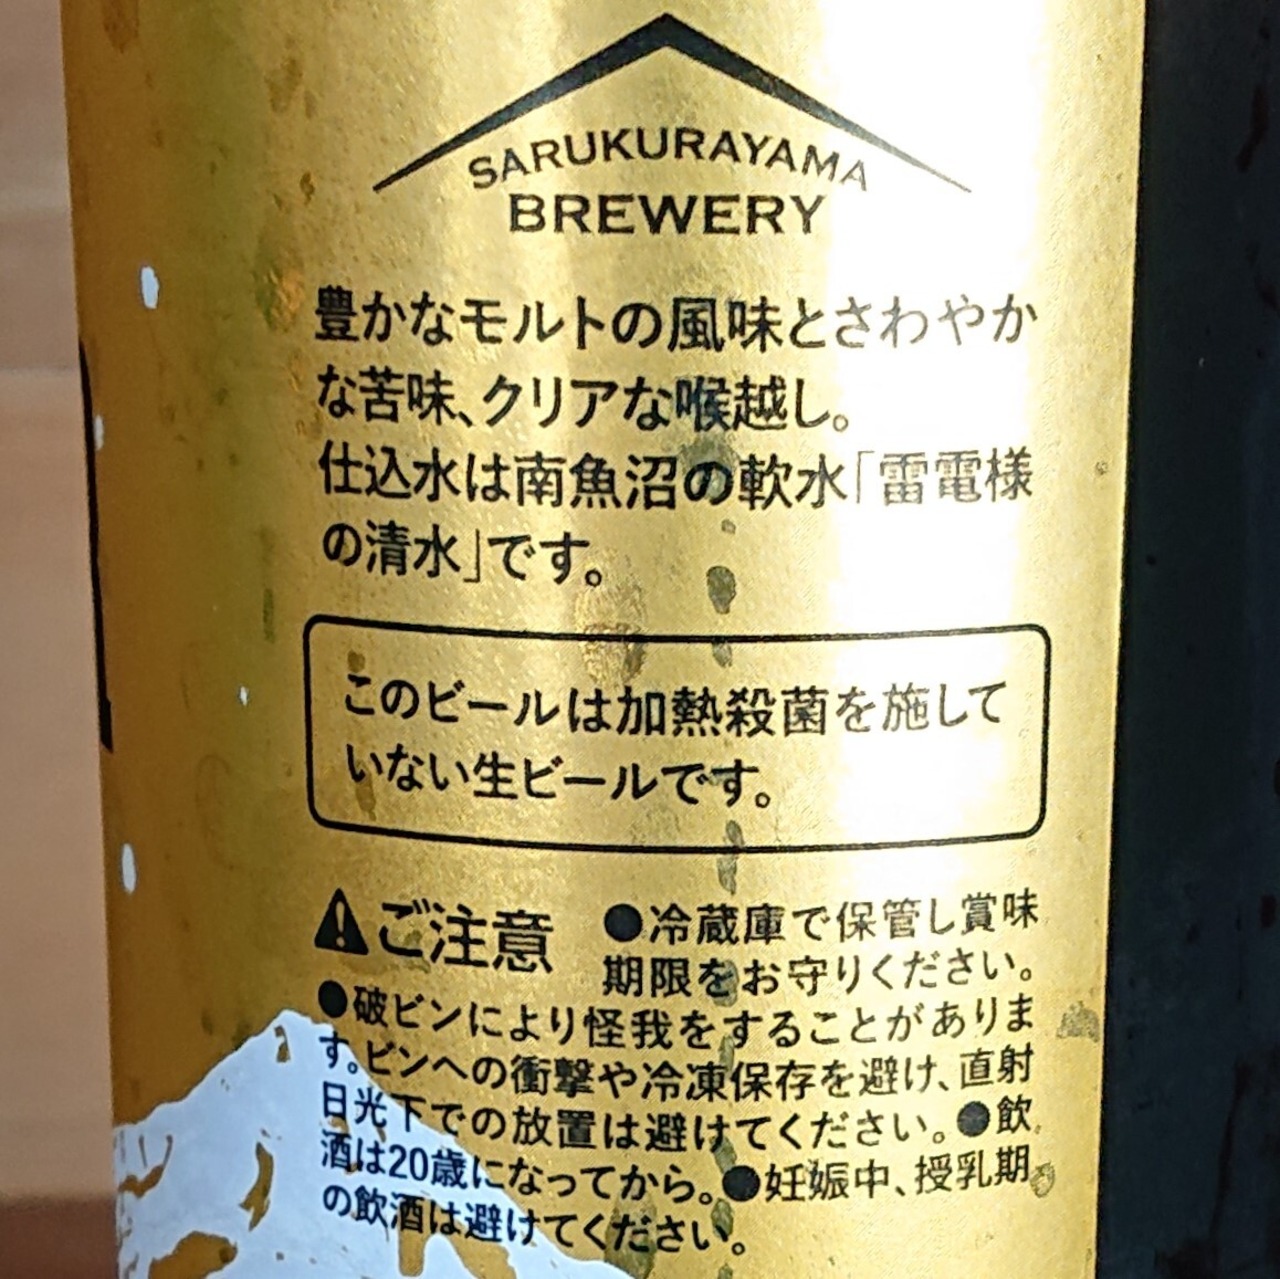 SARUKURAYAMA
BREWERY
豊かなモルトの風味とさわやか
な苦味、クリアな喉越し。
仕込水は南魚沼の軟水「雷電様
の清水」です。
このビールは加熱殺菌を施して
いない生ビールです。
ご注意 ●冷蔵庫で保管し賞味
期限をお守りください。
●破ビンにより怪我をすることがありま
す。ビンへの衝撃や冷凍保存を避け、直射
日光下での放置は避けてください。●飲
酒は20歳になってから。●妊娠中、授乳期
の飲酒は避けてください。